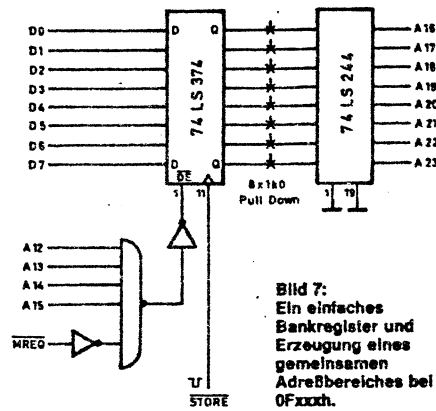 D0
D1
D2
D3
D4
D5
D6
D7
D Q
D Q
74 LS 374
OE
1 11
8x1k0
Pull Down
74 LS 244
1 19
A16
A17
A18
A19
A20
A21
A22
A23
A12
A13
A14
A15
MREQ
STORE
Bild 7:
Ein einfaches
Bankregister und
Erzeugung eines
gemeinsamen
Adreßbereiches bei
0Fxxxh.